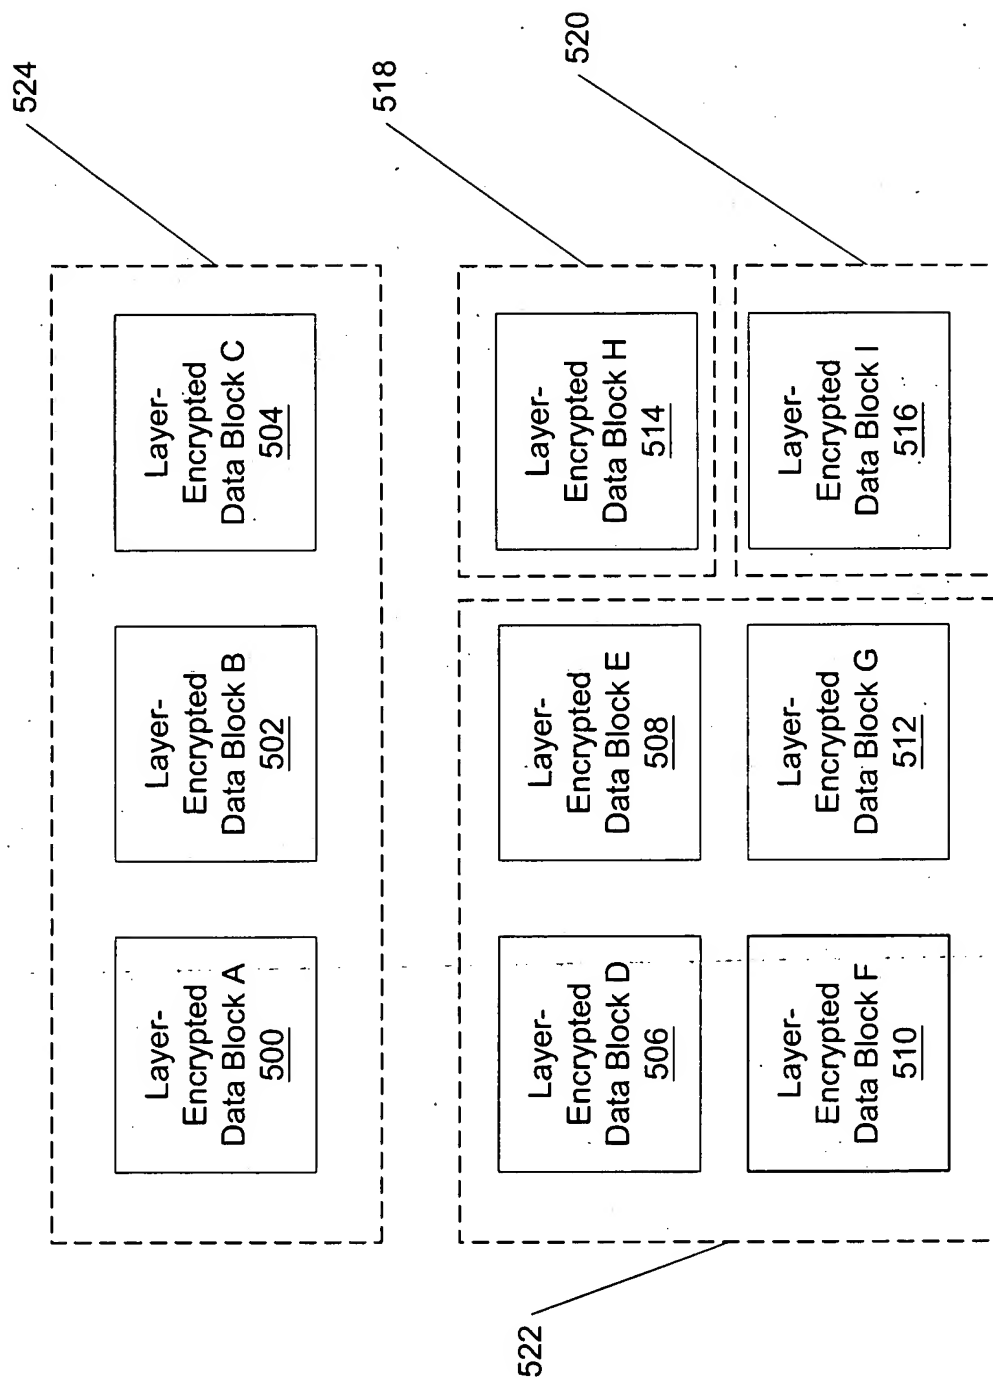 524
Layer-
Encrypted
Data Block A
500
Layer-
Encrypted
Data Block B
502
Layer-
Encrypted
Data Block C
504
518
Layer-
Encrypted
Data Block D
506
Layer-
Encrypted
Data Block E
508
Layer-
Encrypted
Data Block H
514
520
Layer-
Encrypted
Data Block F
510
Layer-
Encrypted
Data Block G
512
Layer-
Encrypted
Data Block I
516
522